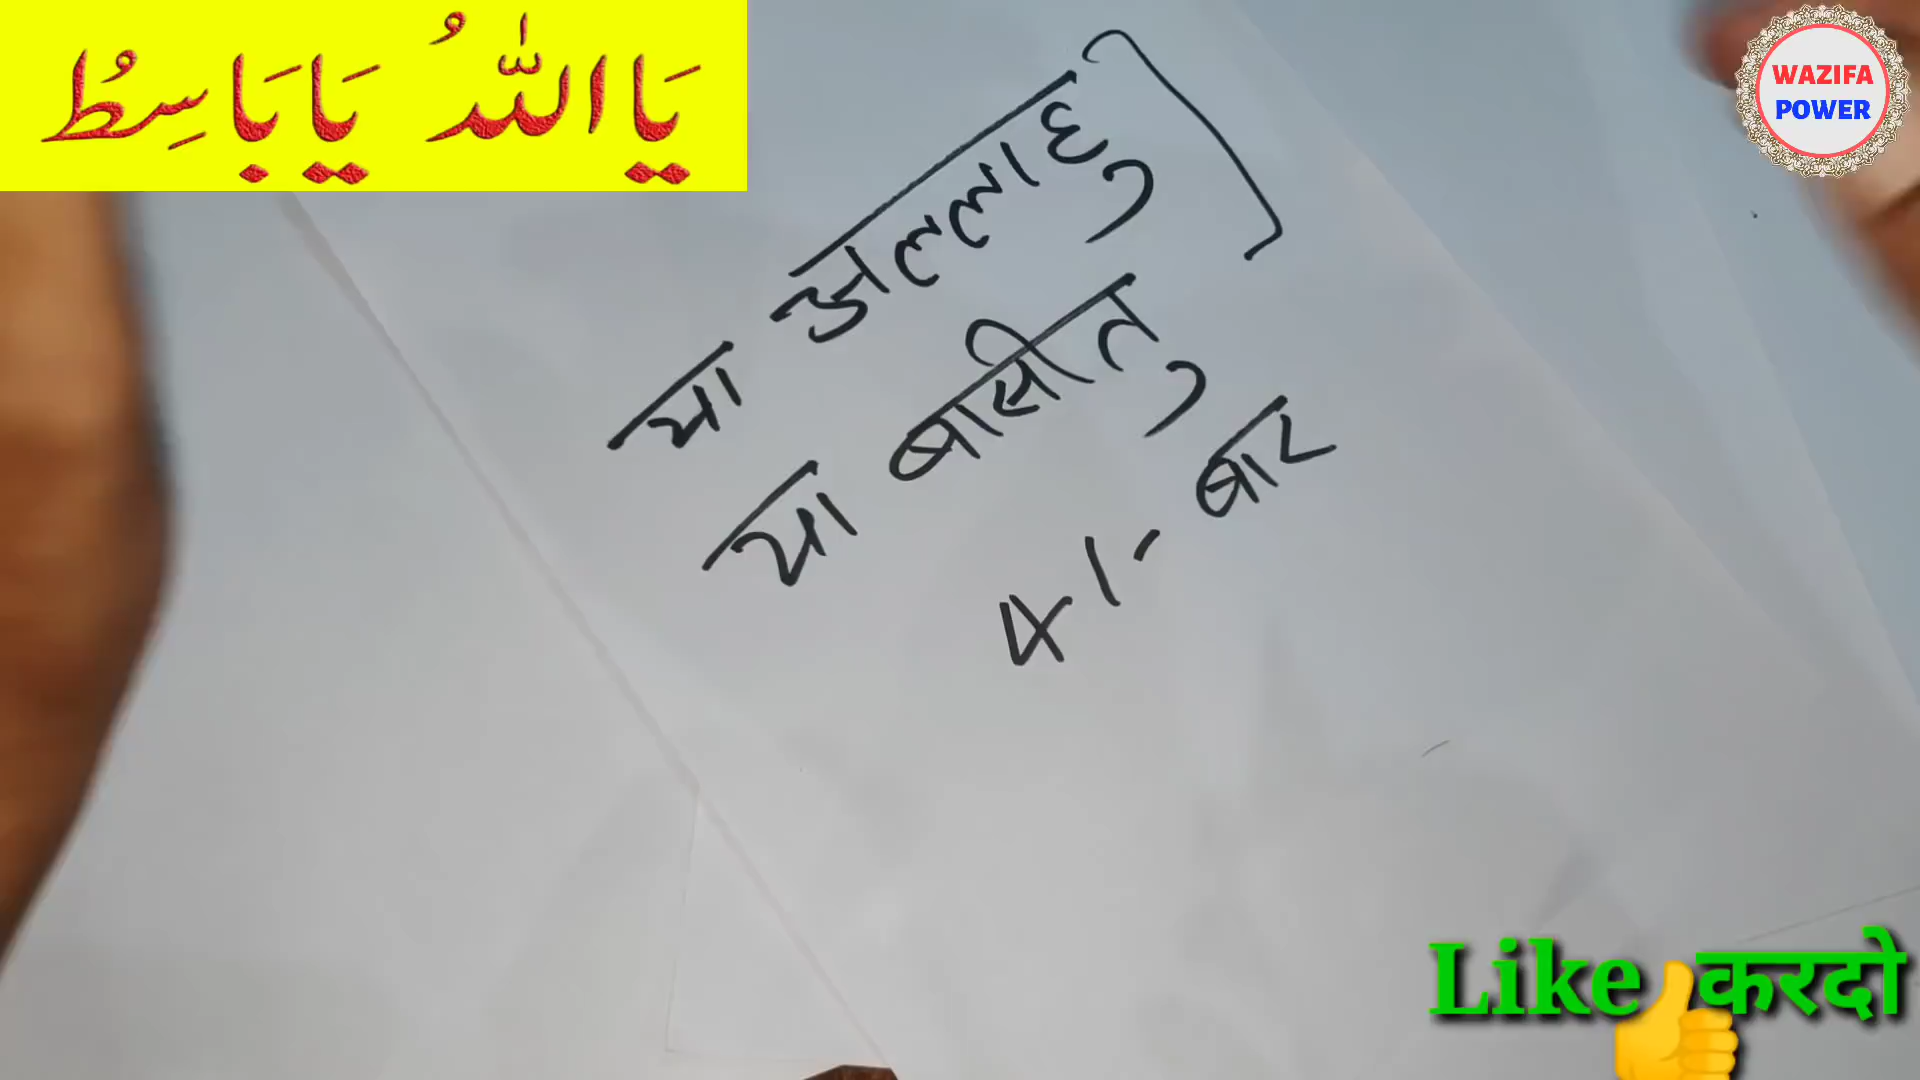 يَا اللّٰهُ يَا بَاسِطُ
WAZIFA
POWER
या अल्लाहु
या बासीतु
41- बार
Like करदो